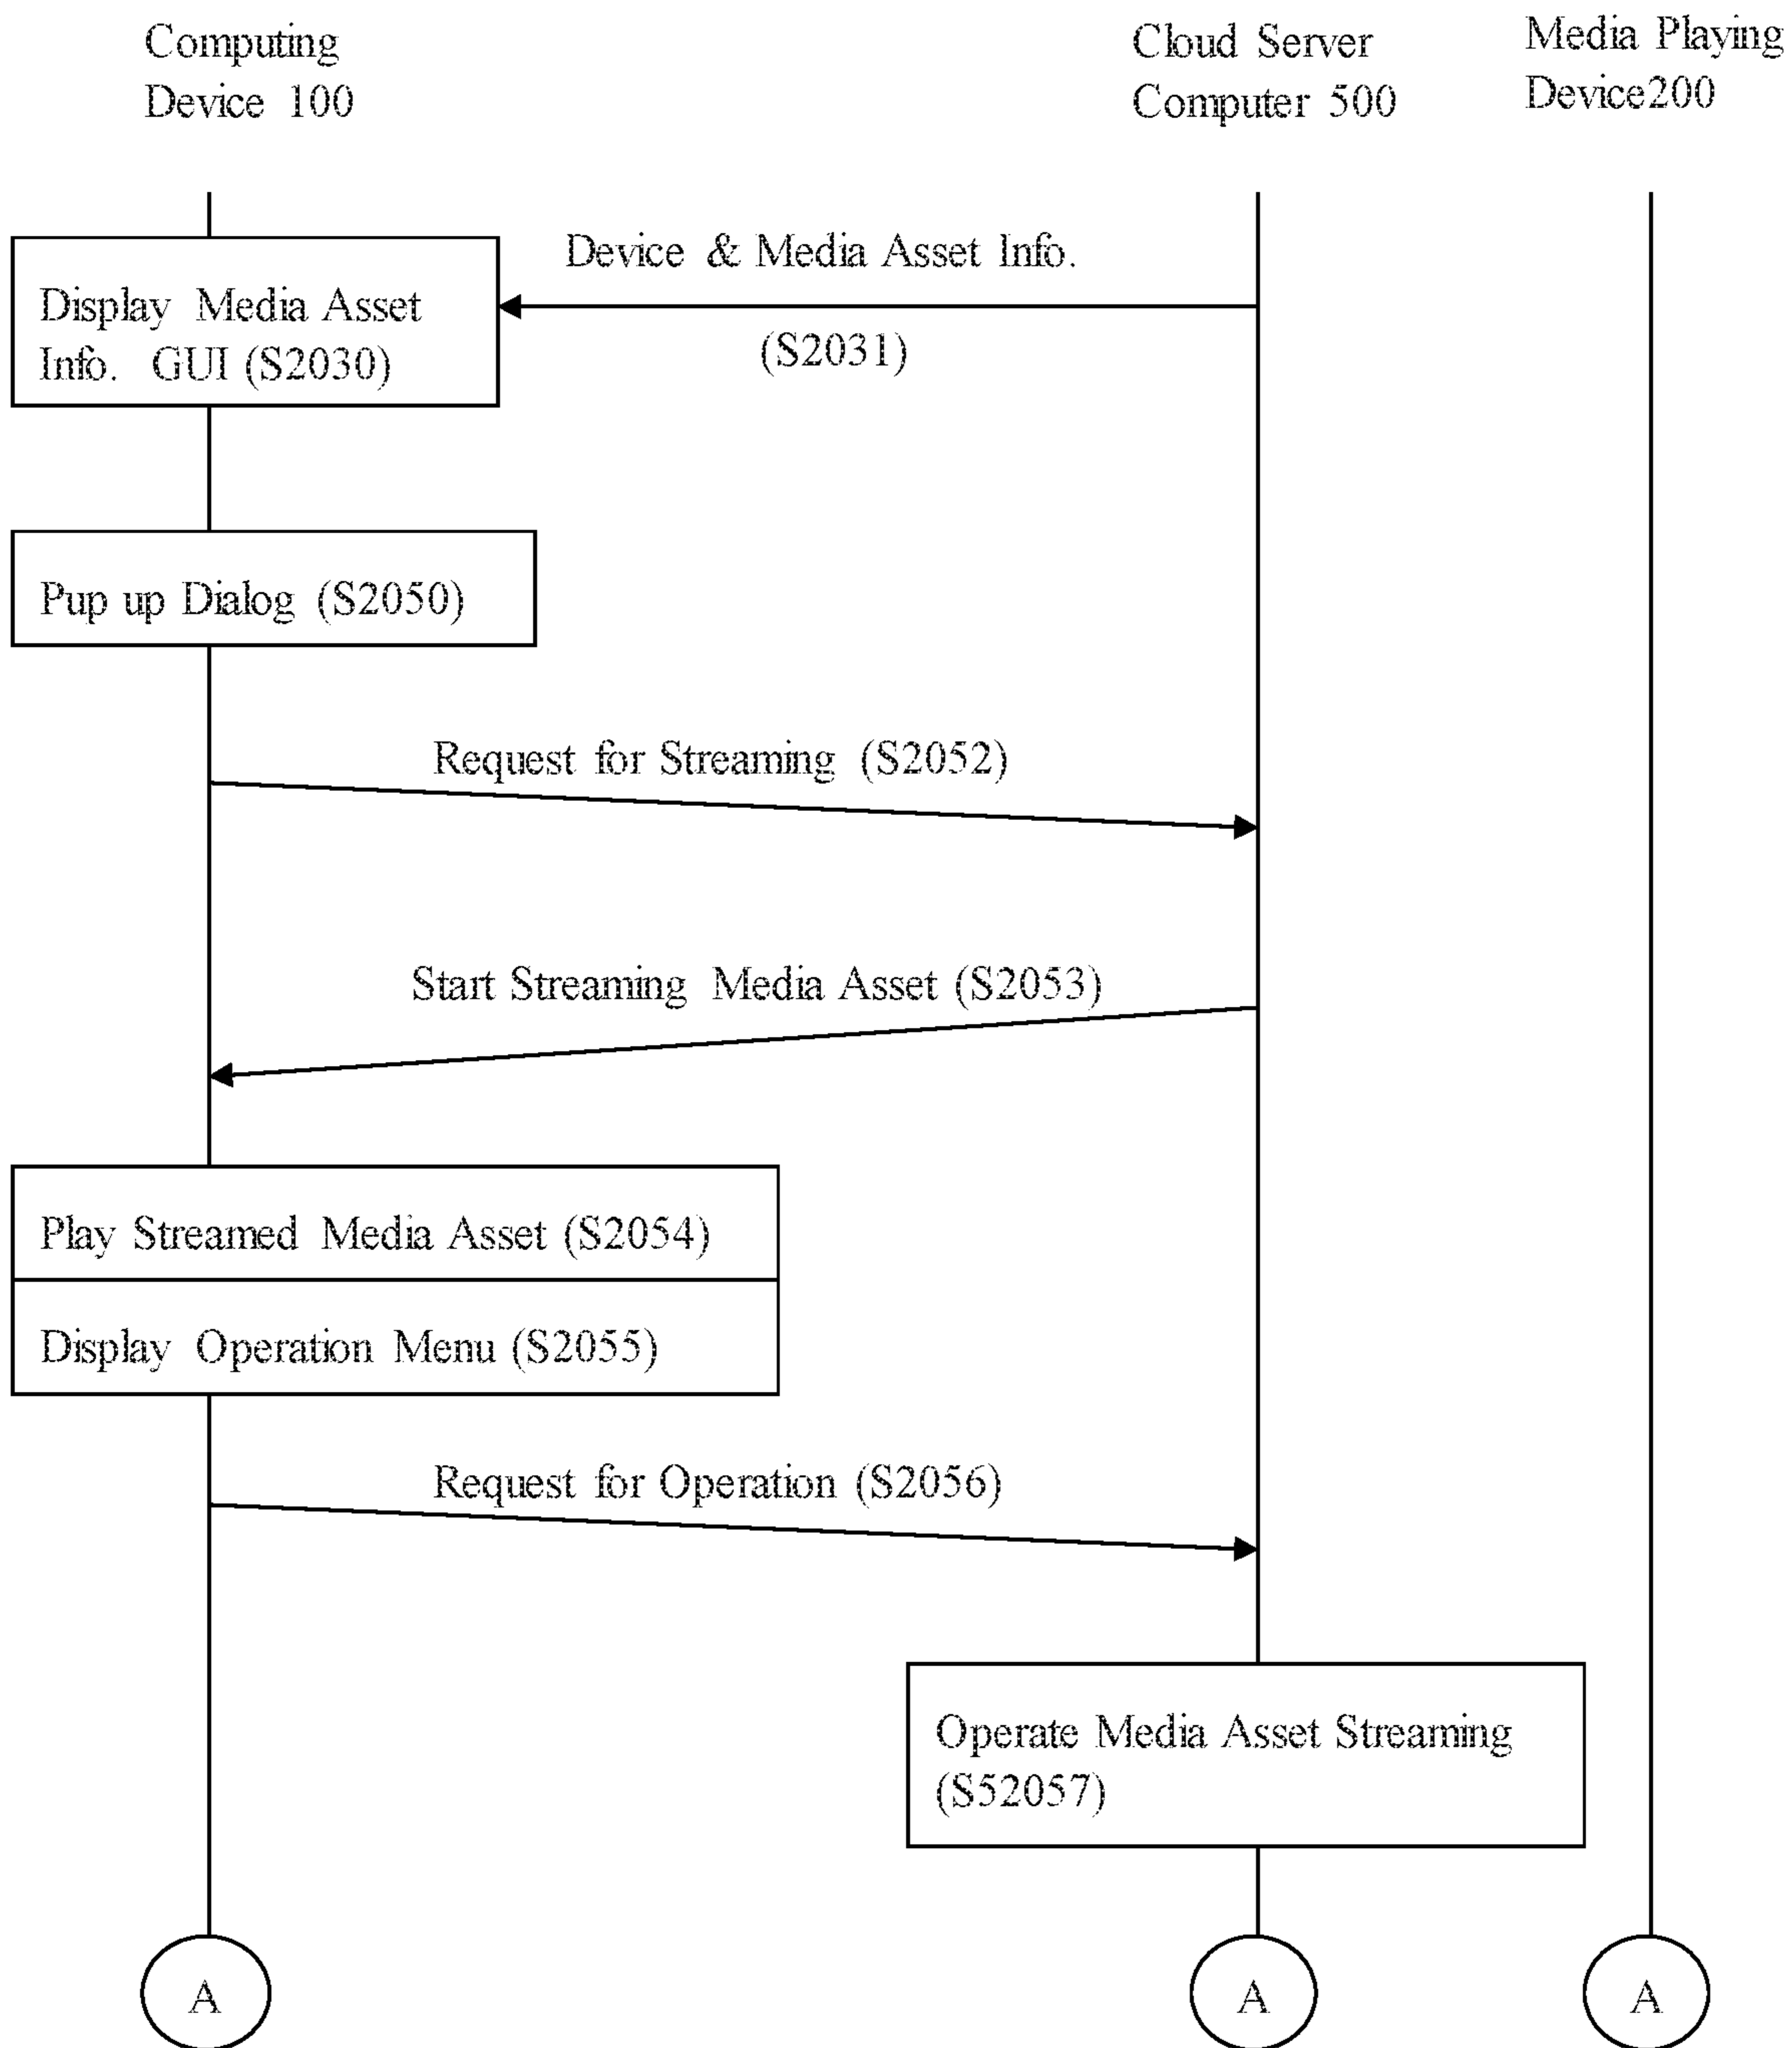 Computing
Device 100
Cloud Server
Computer 500
Media Playing
Device200
Device & Media Asset Info.
(S2031)
Display Media Asset
Info. GUI (S2030)
Pup up Dialog (S2050)
Request for Streaming (S2052)
Start Streaming Media Asset (S2053)
Play Streamed Media Asset (S2054)
Display Operation Menu (S2055)
Request for Operation (S2056)
Operate Media Asset Streaming
(S52057)
A
A
A